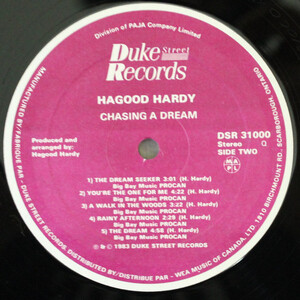 Division of PAJA Company Limited
Duke Street
Records
HAGOOD HARDY
CHASING A DREAM
DSR 31000
Stereo
SIDE TWO
Produced and
arranged by:
Hagood Hardy
MAPL
1) THE DREAM SEEKER 3:01 (H. Hardy)
Big Bay Music PROCAN
2) YOU'RE THE ONE FOR ME 4:22 (H. Hardy)
Big Bay Music PROCAN
3) A WALK IN THE WOODS 3:22 (H. Hardy)
Big Bay Music PROCAN
4) RAINY AFTERNOON 2:29 (H. Hardy)
Big Bay Music PROCAN
5) THE DREAM 4:58 (H. Hardy)
Big Bay Music PROCAN
℗ & © 1983 DUKE STREET RECORDS
MANUFACTURED BY/FABRIQUE PAR - DUKE STREET RECORDS. DISTRIBUTED BY/DISTRIBUE PAR - WEA MUSIC OF CANADA, LTD. 1810 BIRCHMOUNT RD. SCARBOROUGH, ONTARIO